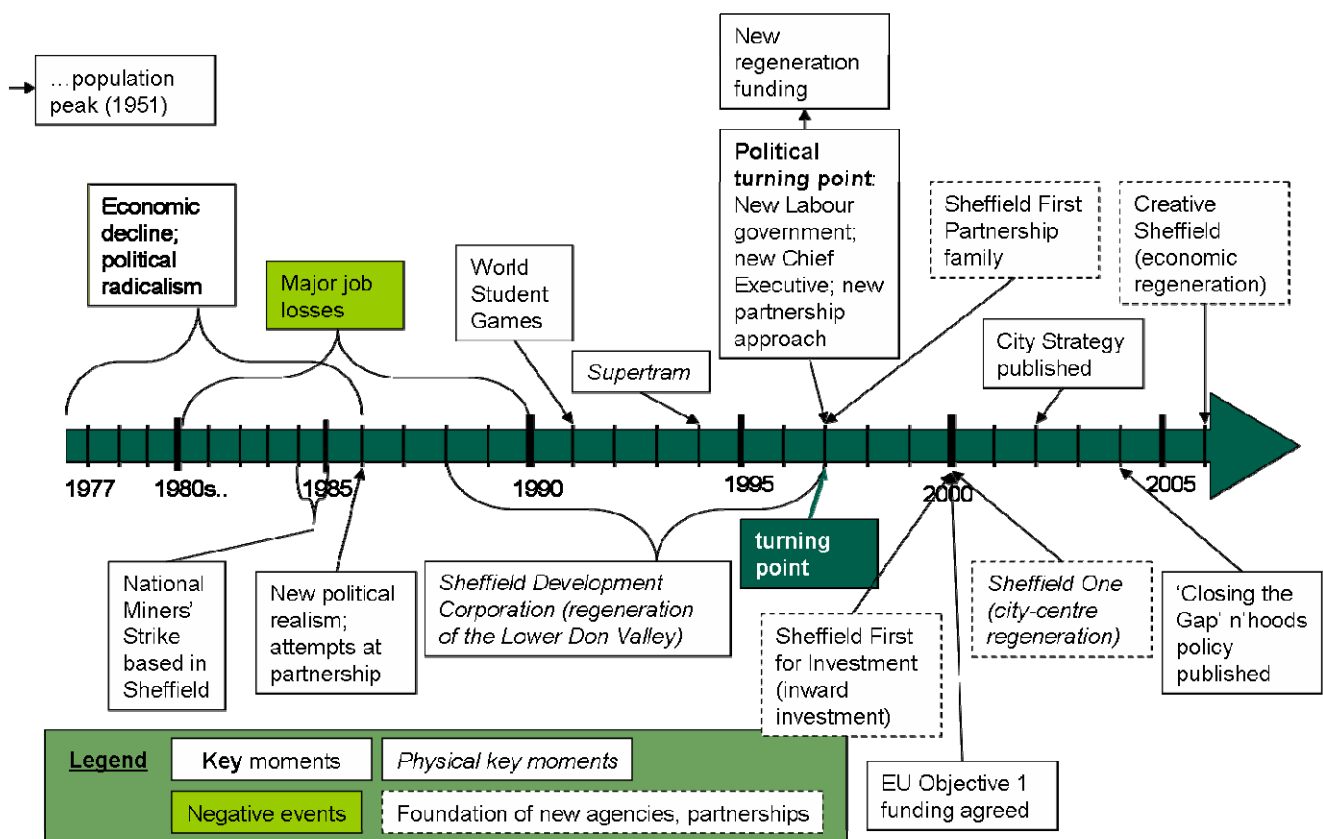 …population
peak (1951)
New
regeneration
funding
Political
turning point:
New Labour
government;
new Chief
Executive; new
partnership
approach
Economic
decline;
political
radicalism
Major job
losses
World
Student
Games
Supertram
Sheffield First
Partnership
family
City Strategy
published
Creative
Sheffield
(economic
regeneration)
1977
1980s..
1985
1990
1995
2000
2005
National
Miners'
Strike
based in
Sheffield
New political
realism;
attempts at
partnership
Sheffield Development
Corporation (regeneration
of the Lower Don Valley)
turning
point
Sheffield First
for Investment
(inward
investment)
Sheffield One
(city-centre
regeneration)
EU Objective 1
funding agreed
‘Closing the
Gap’ n’hoods
policy
published
Legend
Key moments
Physical key moments
Negative events
Foundation of new agencies, partnerships